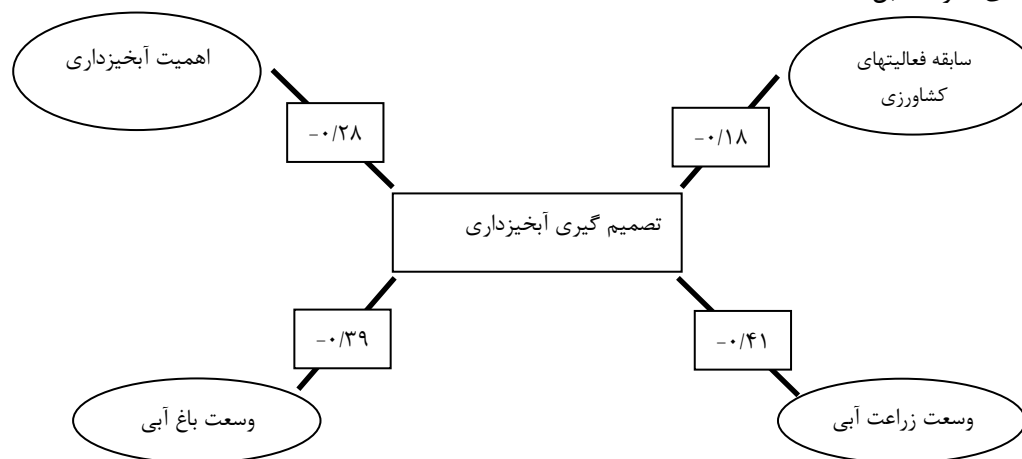 سابقه فعالیتهای
کشاورزی
اهمیت آبخیزداری
-۰/۱۸
-۰/۲۸
تصمیم گیری آبخیزداری
-۰/۴۱
-۰/۳۹
وسعت زراعت آبی
وسعت باغ آبی